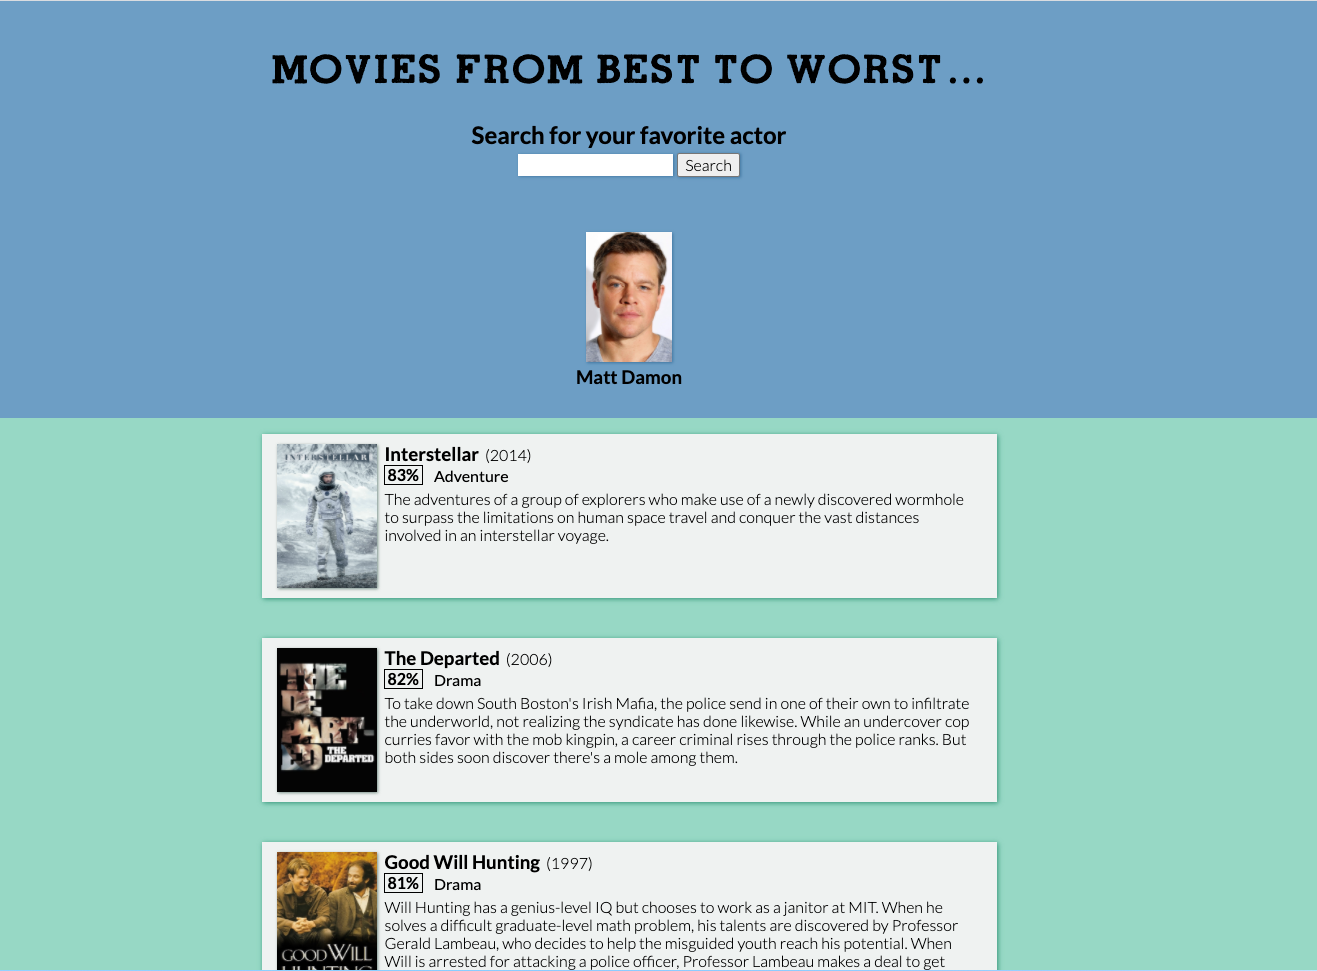 MOVIES FROM BEST TO WORST...
Search for your favorite actor
Search
Matt Damon
INTERSTELLAR
Interstellar (2014)
83% Adventure
The adventures of a group of explorers who make use of a newly discovered wormhole
to surpass the limitations on human space travel and conquer the vast distances
involved in an interstellar voyage.
THE
DE
PART-
ED
THE
DEPARTED
The Departed (2006)
82% Drama
To take down South Boston's Irish Mafia, the police send in one of their own to infiltrate
the underworld, not realizing the syndicate has done likewise. While an undercover cop
curries favor with the mob kingpin, a career criminal rises through the police ranks. But
both sides soon discover there's a mole among them.
GOOD WILL
HUNTING
Good Will Hunting (1997)
81% Drama
Will Hunting has a genius-level IQ but chooses to work as a janitor at MIT. When he
solves a difficult graduate-level math problem, his talents are discovered by Professor
Gerald Lambeau, who decides to help the misguided youth reach his potential. When
Will is arrested for attacking a police officer, Professor Lambeau makes a deal to get